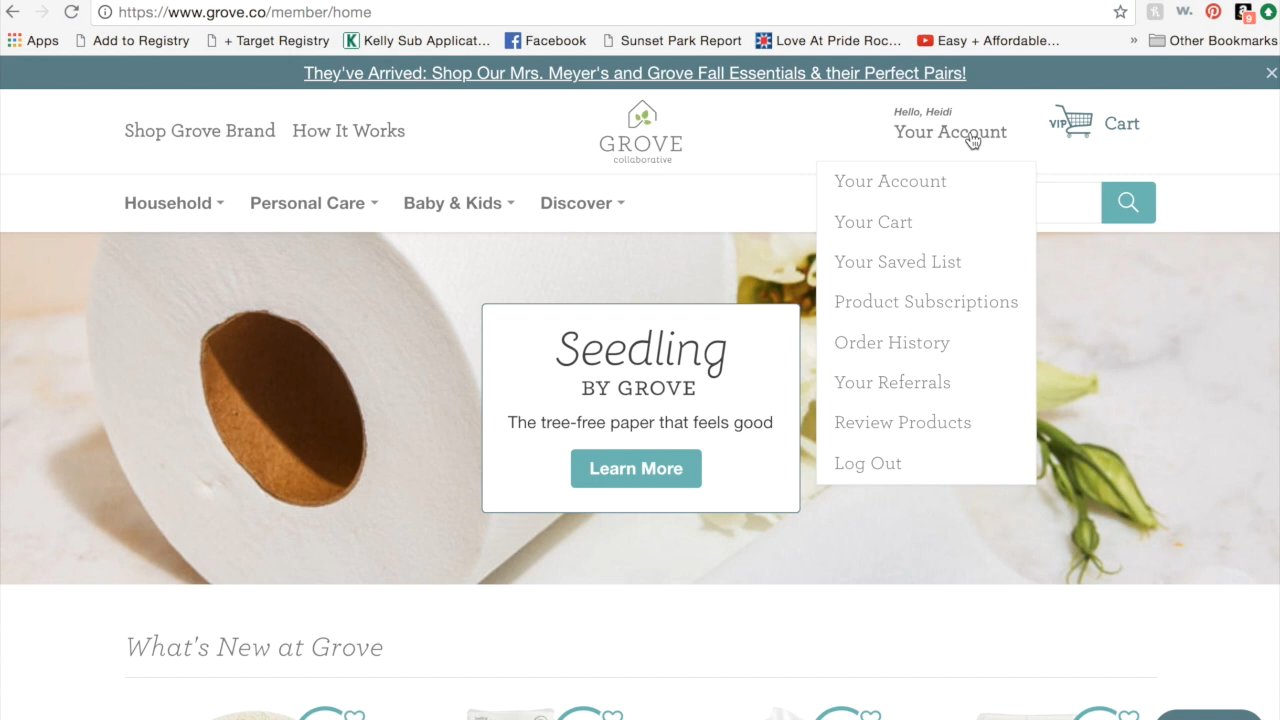 https://www.grove.co/member/home
w.
9
Apps Add to Registry + Target Registry Kelly Sub Applicat... Facebook Sunset Park Report Love At Pride Roc... Easy + Affordable... » Other Bookmarks
They've Arrived: Shop Our Mrs. Meyer's and Grove Fall Essentials & their Perfect Pairs!
Shop Grove Brand How It Works
GROVE
collaborative
Hello, Heidi
Your Account
VIP
Cart
Household Personal Care Baby & Kids Discover
Your Account
Your Cart
Your Saved List
Product Subscriptions
Order History
Your Referrals
Review Products
Log Out
Seedling
BY GROVE
The tree-free paper that feels good
Learn More
What's New at Grove